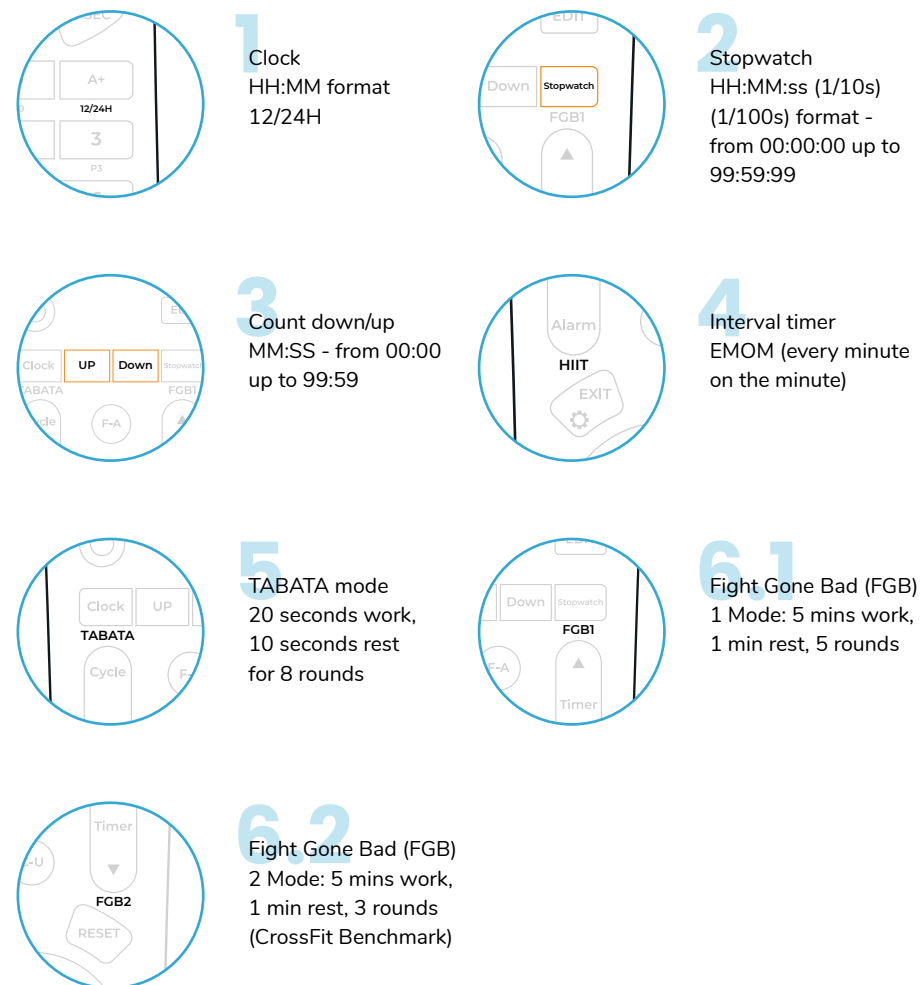 1
SEC
A+
12/24H
3
P3
Clock
HH:MM format
12/24H
2
EDIT
Down
Stopwatch
FGB1
Stopwatch
HH:MM:ss (1/10s)
(1/100s) format -
from 00:00:00 up to
99:59:99
3
Clock
UP
Down
Stopwatch
TABATA
FGB1
F-A
Count down/up
MM:SS - from 00:00
up to 99:59
4
Alarm
HIIT
EXIT
Interval timer
EMOM (every minute
on the minute)
5
Clock
UP
TABATA
Cycle
TABATA mode
20 seconds work,
10 seconds rest
for 8 rounds
6.1
Down
Stopwatch
FGB1
F-A
Timer
Fight Gone Bad (FGB)
1 Mode: 5 mins work,
1 min rest, 5 rounds
6.2
Timer
FGB2
RESET
Fight Gone Bad (FGB)
2 Mode: 5 mins work,
1 min rest, 3 rounds
(CrossFit Benchmark)